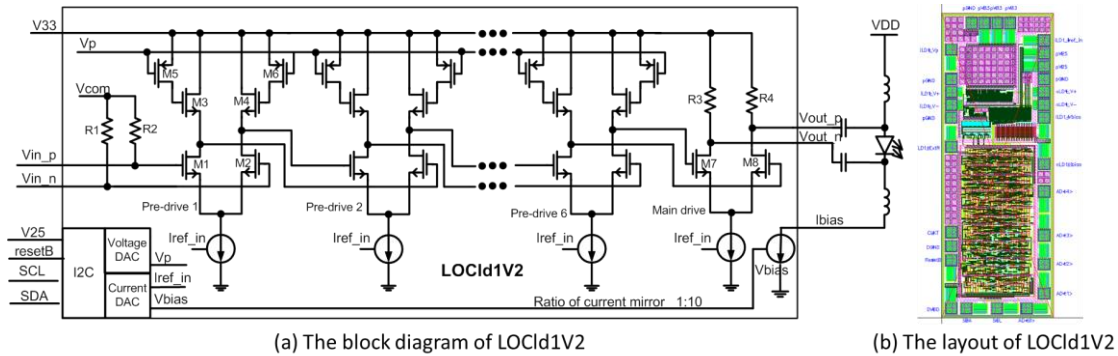 V33
Vp
M5
M6
Vcom
M3
M4
R1
R2
R3
R4
Vout_p
Vout_n
Vin_p
Vin_n
M1
M2
M7
M8
Pre-drive 1
Pre-drive 2
Pre-drive 6
Main drive
Iref_in
Iref_in
Iref_in
Iref_in
VDD
Ibias
Vbias
V25
resetB
SCL
SDA
I2C
Voltage DAC
Vp
Current DAC
Iref_in
Vbias
LOCld1V2
Ratio of current mirror 1:10
(a) The block diagram of LOCld1V2
(b) The layout of LOCld1V2